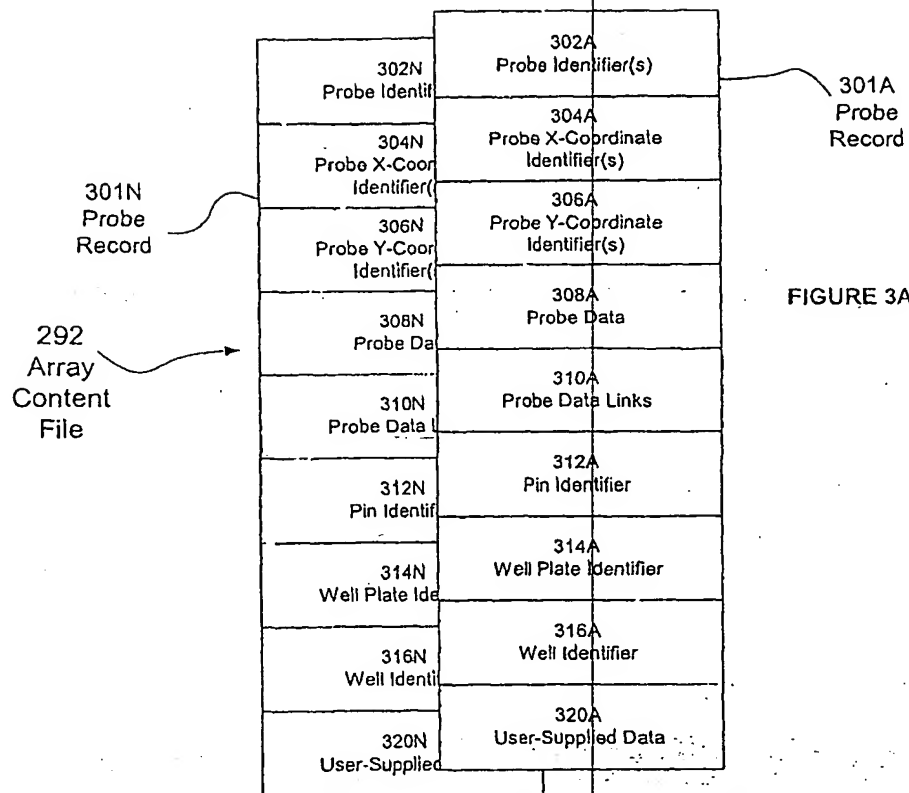 302A
Probe Identifier(s)
304A
Probe X-Coordinate
Identifier(s)
306A
Probe Y-Coordinate
Identifier(s)
308A
Probe Data
310A
Probe Data Links
312A
Pin Identifier
314A
Well Plate Identifier
316A
Well Identifier
320A
User-Supplied Data
301A
Probe
Record
302N
Probe Identif
304N
Probe X-Coor
Identifier(
306N
Probe Y-Coor
Identifier(
308N
Probe Da
310N
Probe Data L
312N
Pin Identif
314N
Well Plate Ide
316N
Well Identi
320N
User-Supplied
301N
Probe
Record
292
Array
Content
File
FIGURE 3A